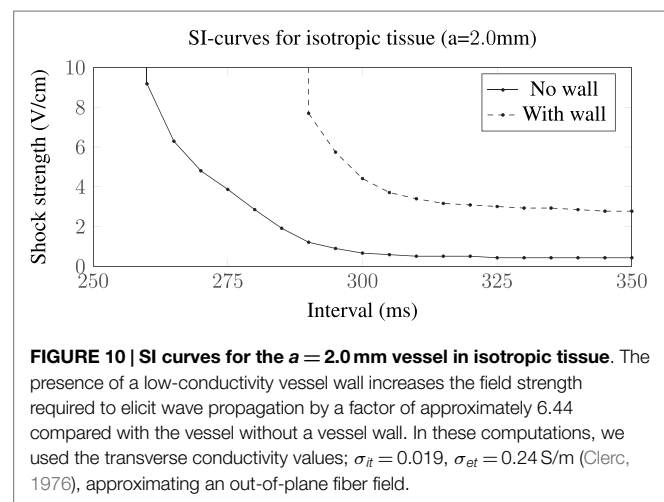 SI-curves for isotropic tissue (a=2.0mm)
10
8
6
4
2
0
Shock strength (V/cm)
No wall
With wall
250
275
300
325
350
Interval (ms)
FIGURE 10 | SI curves for the a = 2.0 mm vessel in isotropic tissue. The
presence of a low-conductivity vessel wall increases the field strength
required to elicit wave propagation by a factor of approximately 6.44
compared with the vessel without a vessel wall. In these computations, we
used the transverse conductivity values; σit = 0.019, σet = 0.24 S/m (Clerc,
1976), approximating an out-of-plane fiber field.